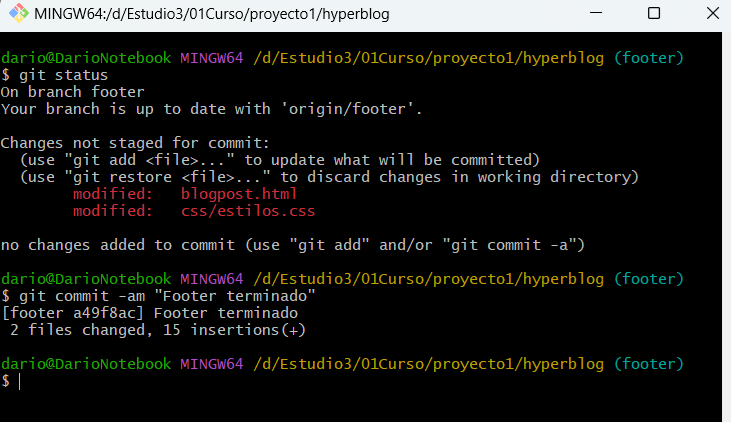 MINGW64:/d/Estudio3/01Curso/proyecto1/hyperblog
dario@DarioNotebook MINGW64 /d/Estudio3/01Curso/proyecto1/hyperblog (footer)
$ git status
On branch footer
Your branch is up to date with 'origin/footer'.
Changes not staged for commit:
  (use "git add <file>..." to update what will be committed)
  (use "git restore <file>..." to discard changes in working directory)
        modified:   blogpost.html
        modified:   css/estilos.css
no changes added to commit (use "git add" and/or "git commit -a")
dario@DarioNotebook MINGW64 /d/Estudio3/01Curso/proyecto1/hyperblog (footer)
$ git commit -am "Footer terminado"
[footer a49f8ac] Footer terminado
 2 files changed, 15 insertions(+)
dario@DarioNotebook MINGW64 /d/Estudio3/01Curso/proyecto1/hyperblog (footer)
$